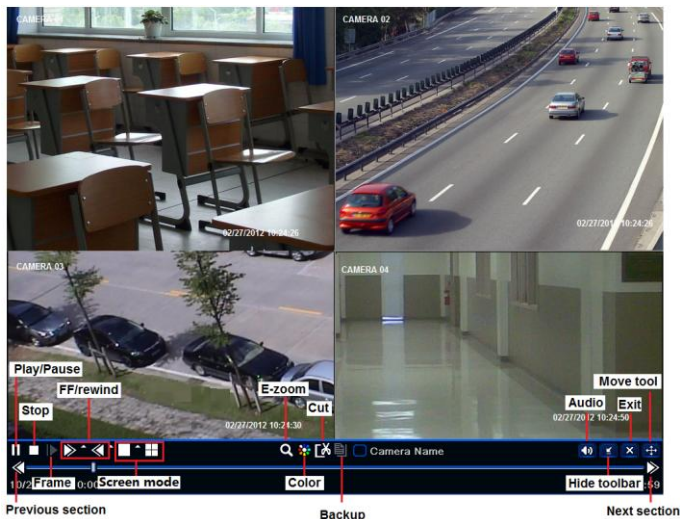 CAMERA 01
CAMERA 02
02/27/2012 10:24:26
02/27/2012 10:24:26
CAMERA 03
CAMERA 04
Play/Pause
FF/rewind
E-zoom
Move tool
Stop
Cut
Audio
Exit
02/27/2012 10:24:30
02/27/2012 10:24:50
Camera Name
Frame
Screen mode
Color
Hide toolbar
Previous section
Backup
Next section